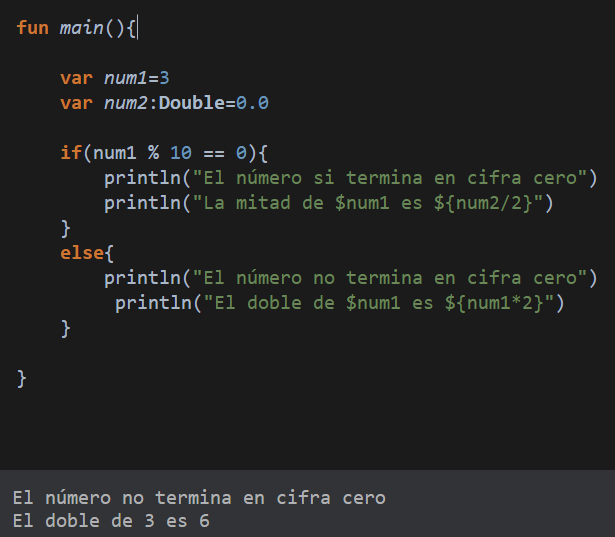 fun main(){
var num1=3
var num2:Double=0.0
if(num1 % 10 == 0){
println("El número si termina en cifra cero")
println("La mitad de $num1 es ${num2/2}")
}
else{
println("El número no termina en cifra cero")
println("El doble de $num1 es ${num1*2}")
}
}
El número no termina en cifra cero
El doble de 3 es 6